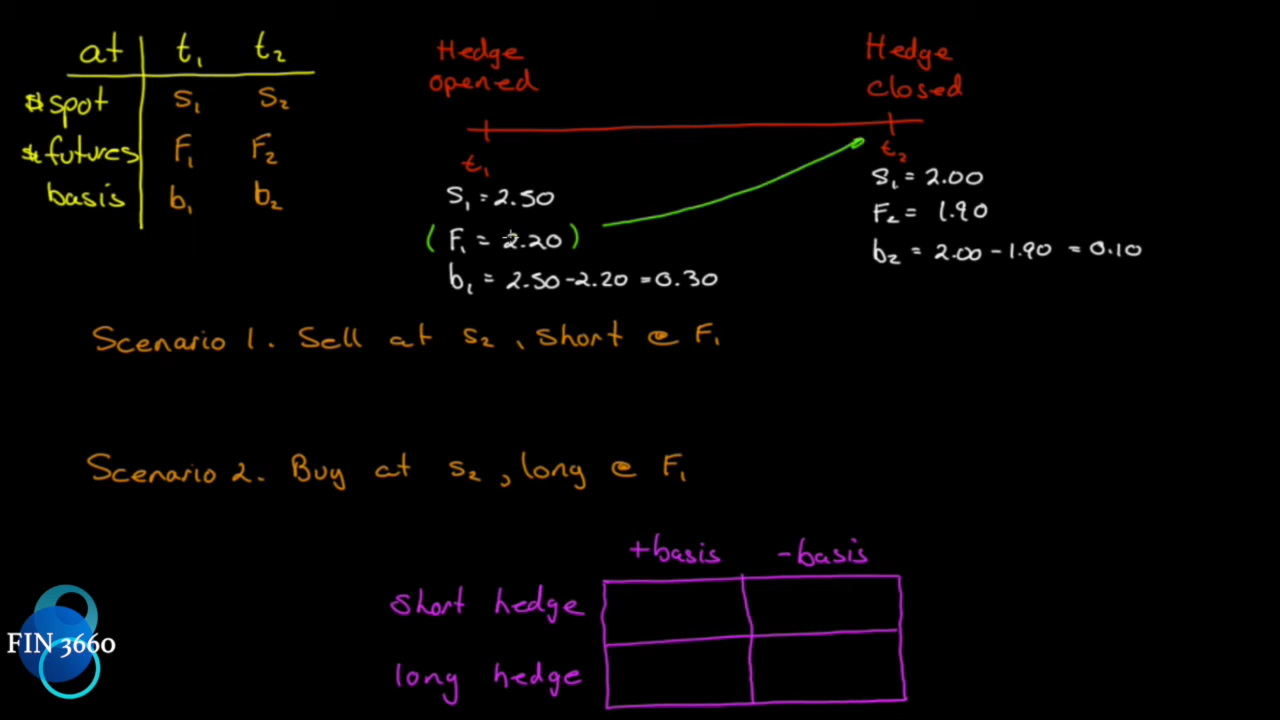 at t₁ t₂
$spot S₁ S₂
$futures F₁ F₂
basis b₁ b₂
Hedge
opened
t₁
S₁ = 2.50
( F₁ = 2.20 )
b₁ = 2.50 - 2.20 = 0.30
Hedge
closed
t₂
S₁ = 2.00
F₂ = 1.90
b₂ = 2.00 - 1.90 = 0.10
Scenario 1. Sell at S₂, short @ F₁
Scenario 2. Buy at S₂, long @ F₁
+basis -basis
short hedge
long hedge
FIN 3660